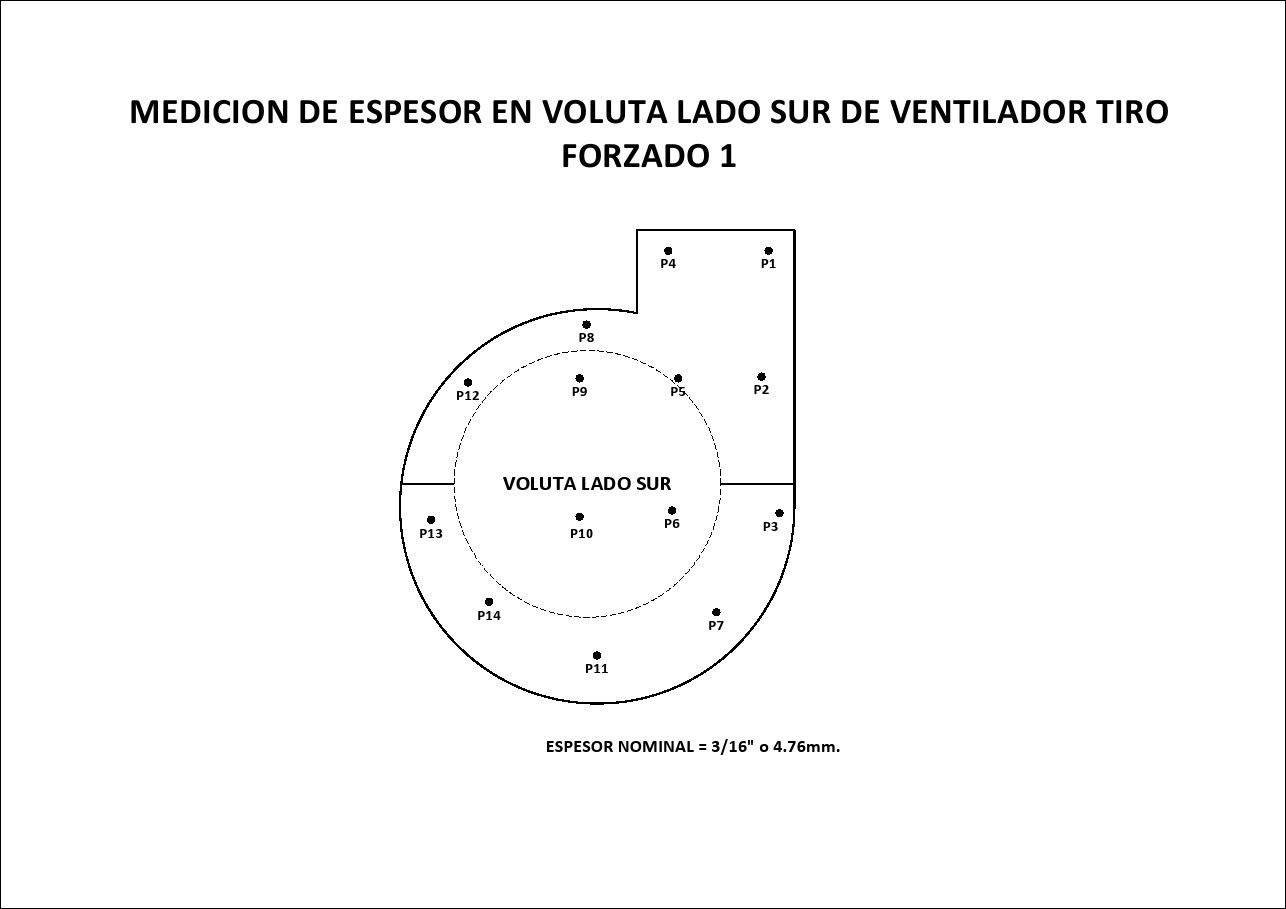 MEDICION DE ESPESOR EN VOLUTA LADO SUR DE VENTILADOR TIRO
FORZADO 1
P4
P1
P8
P12
P9
P5
P2
VOLUTA LADO SUR
P13
P10
P6
P3
P14
P7
P11
ESPESOR NOMINAL = 3/16" o 4.76mm.